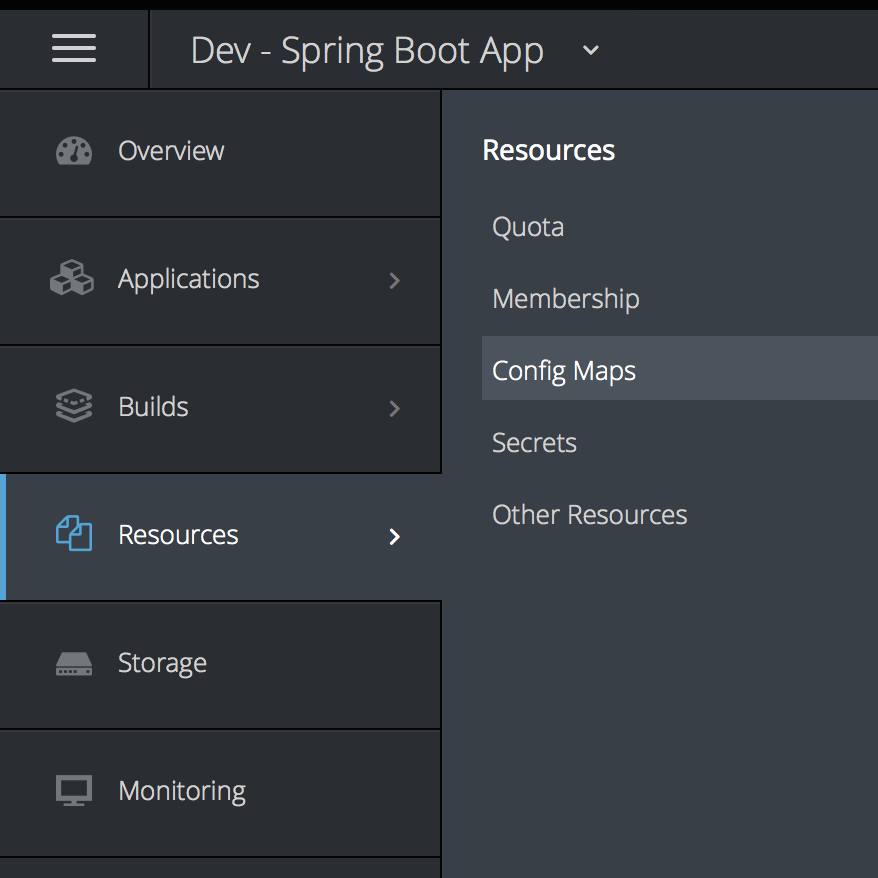 Dev - Spring Boot App
Overview
Applications
Builds
Resources
Storage
Monitoring
Resources
Quota
Membership
Config Maps
Secrets
Other Resources